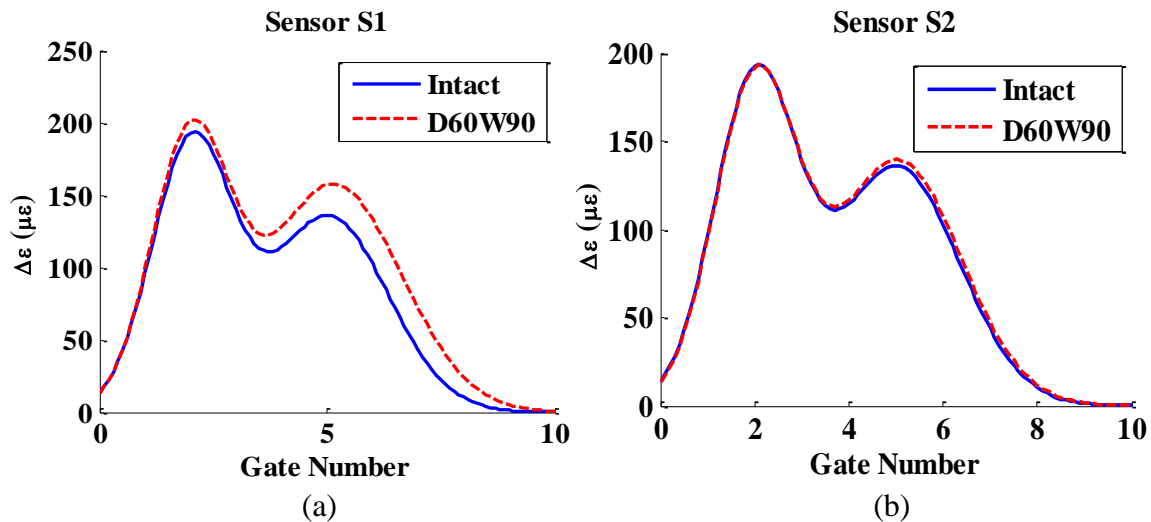 Sensor S1
250
200
150
100
50
0
Δε (με)
Intact
D60W90
0
5
10
Gate Number
(a)
Sensor S2
200
150
100
50
0
Δε (με)
Intact
D60W90
0
2
4
6
8
10
Gate Number
(b)